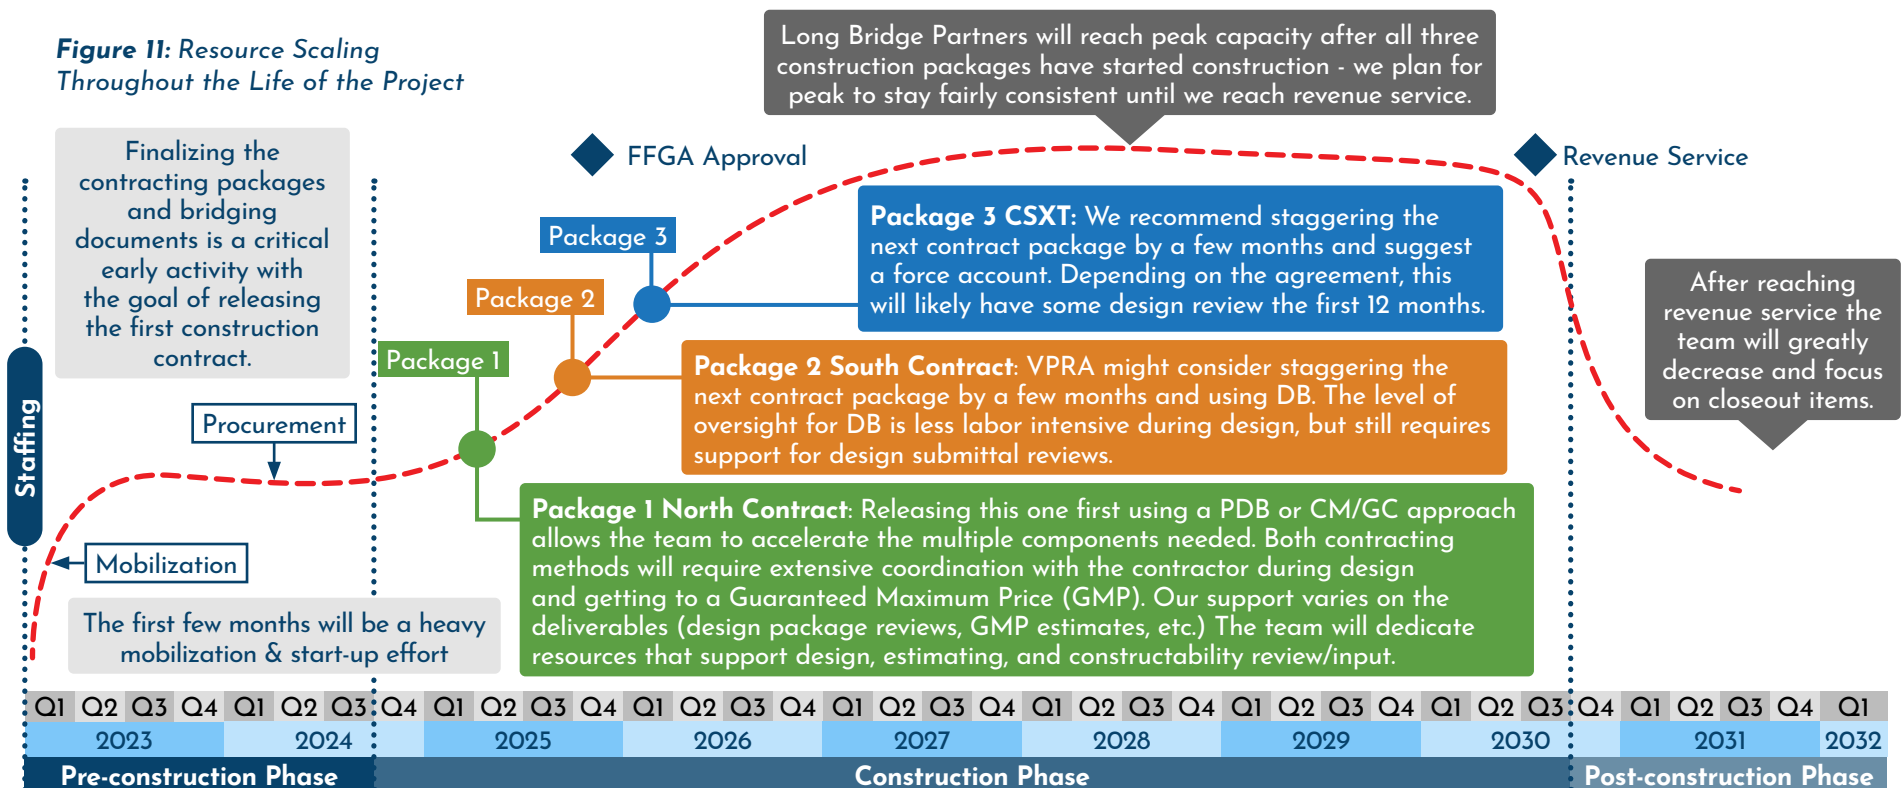 Figure 11: Resource Scaling
Throughout the Life of the Project
Long Bridge Partners will reach peak capacity after all three
construction packages have started construction - we plan for
peak to stay fairly consistent until we reach revenue service.
Finalizing the
contracting packages
and bridging
documents is a critical
early activity with
the goal of releasing
the first construction
contract.
FFGA Approval
Revenue Service
Package 3
Package 3 CSXT: We recommend staggering the
next contract package by a few months and suggest
a force account. Depending on the agreement, this
will likely have some design review the first 12 months.
After reaching
revenue service the
team will greatly
decrease and focus
on closeout items.
Package 2
Package 2 South Contract: VPRA might consider staggering the
next contract package by a few months and using DB. The level of
oversight for DB is less labor intensive during design, but still requires
support for design submittal reviews.
Package 1
Package 1 North Contract: Releasing this one first using a PDB or CM/GC approach
allows the team to accelerate the multiple components needed. Both contracting
methods will require extensive coordination with the contractor during design
and getting to a Guaranteed Maximum Price (GMP). Our support varies on the
deliverables (design package reviews, GMP estimates, etc.) The team will dedicate
resources that support design, estimating, and constructability review/input.
Staffing
Procurement
Mobilization
The first few months will be a heavy
mobilization & start-up effort
Q1 Q2 Q3 Q4 Q1 Q2 Q3 Q4 Q1 Q2 Q3 Q4 Q1 Q2 Q3 Q4 Q1 Q2 Q3 Q4 Q1 Q2 Q3 Q4 Q1 Q2 Q3 Q4 Q1 Q2 Q3 Q4 Q1 Q2 Q3 Q4 Q1
2023 2024 2025 2026 2027 2028 2029 2030 2031 2032
Pre-construction Phase Construction Phase Post-construction Phase